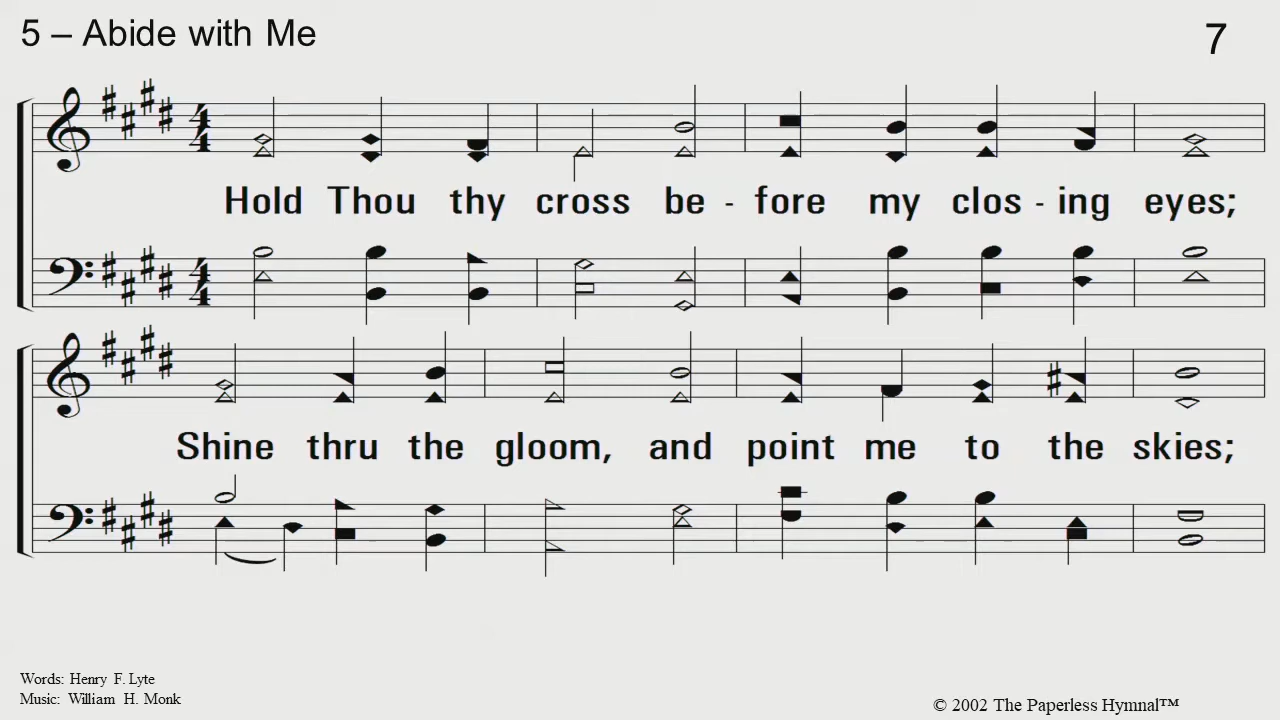 5 – Abide with Me
7
Hold Thou thy cross be - fore my clos - ing eyes;
Shine thru the gloom, and point me to the skies;
Words: Henry F. Lyte
Music: William H. Monk
© 2002 The Paperless Hymnal™